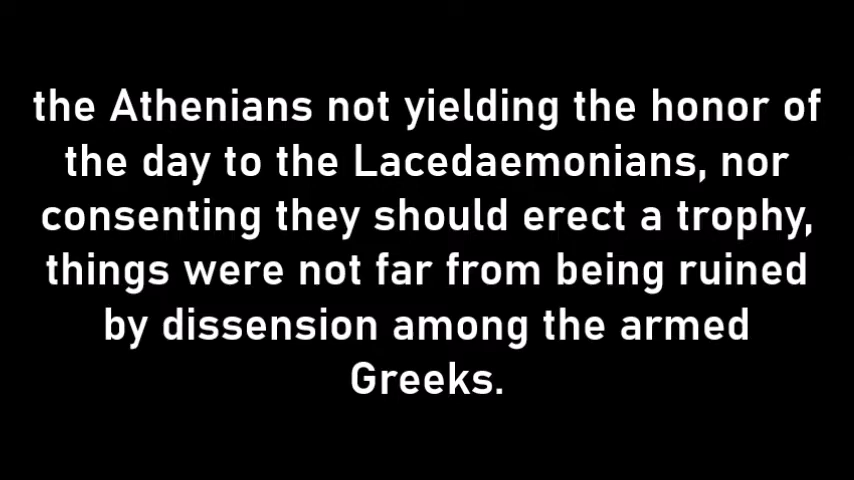 the Athenians not yielding the honor of
the day to the Lacedaemonians, nor
consenting they should erect a trophy,
things were not far from being ruined
by dissension among the armed
Greeks.